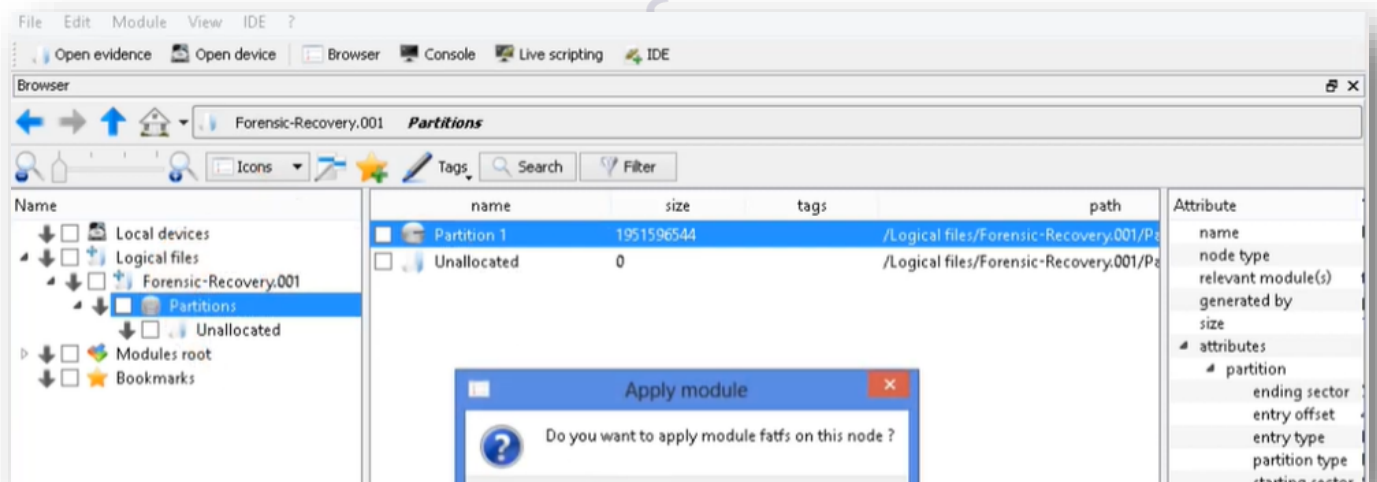 File Edit Module View IDE ?
Open evidence Open device Browser Console Live scripting IDE
Browser
Forensic-Recovery.001 Partitions
Icons Tags Search Filter
Name name size tags path Attribute
Local devices Partition 1 1951596544 /Logical files/Forensic-Recovery.001/Pa name
Logical files Unallocated 0 /Logical files/Forensic-Recovery.001/Pa node type
Forensic-Recovery.001 relevant module(s)
Partitions generated by
Unallocated size
Modules root attributes
Bookmarks partition
Apply module ending sector
entry offset
Do you want to apply module fatfs on this node ? entry type
partition type
starting sector